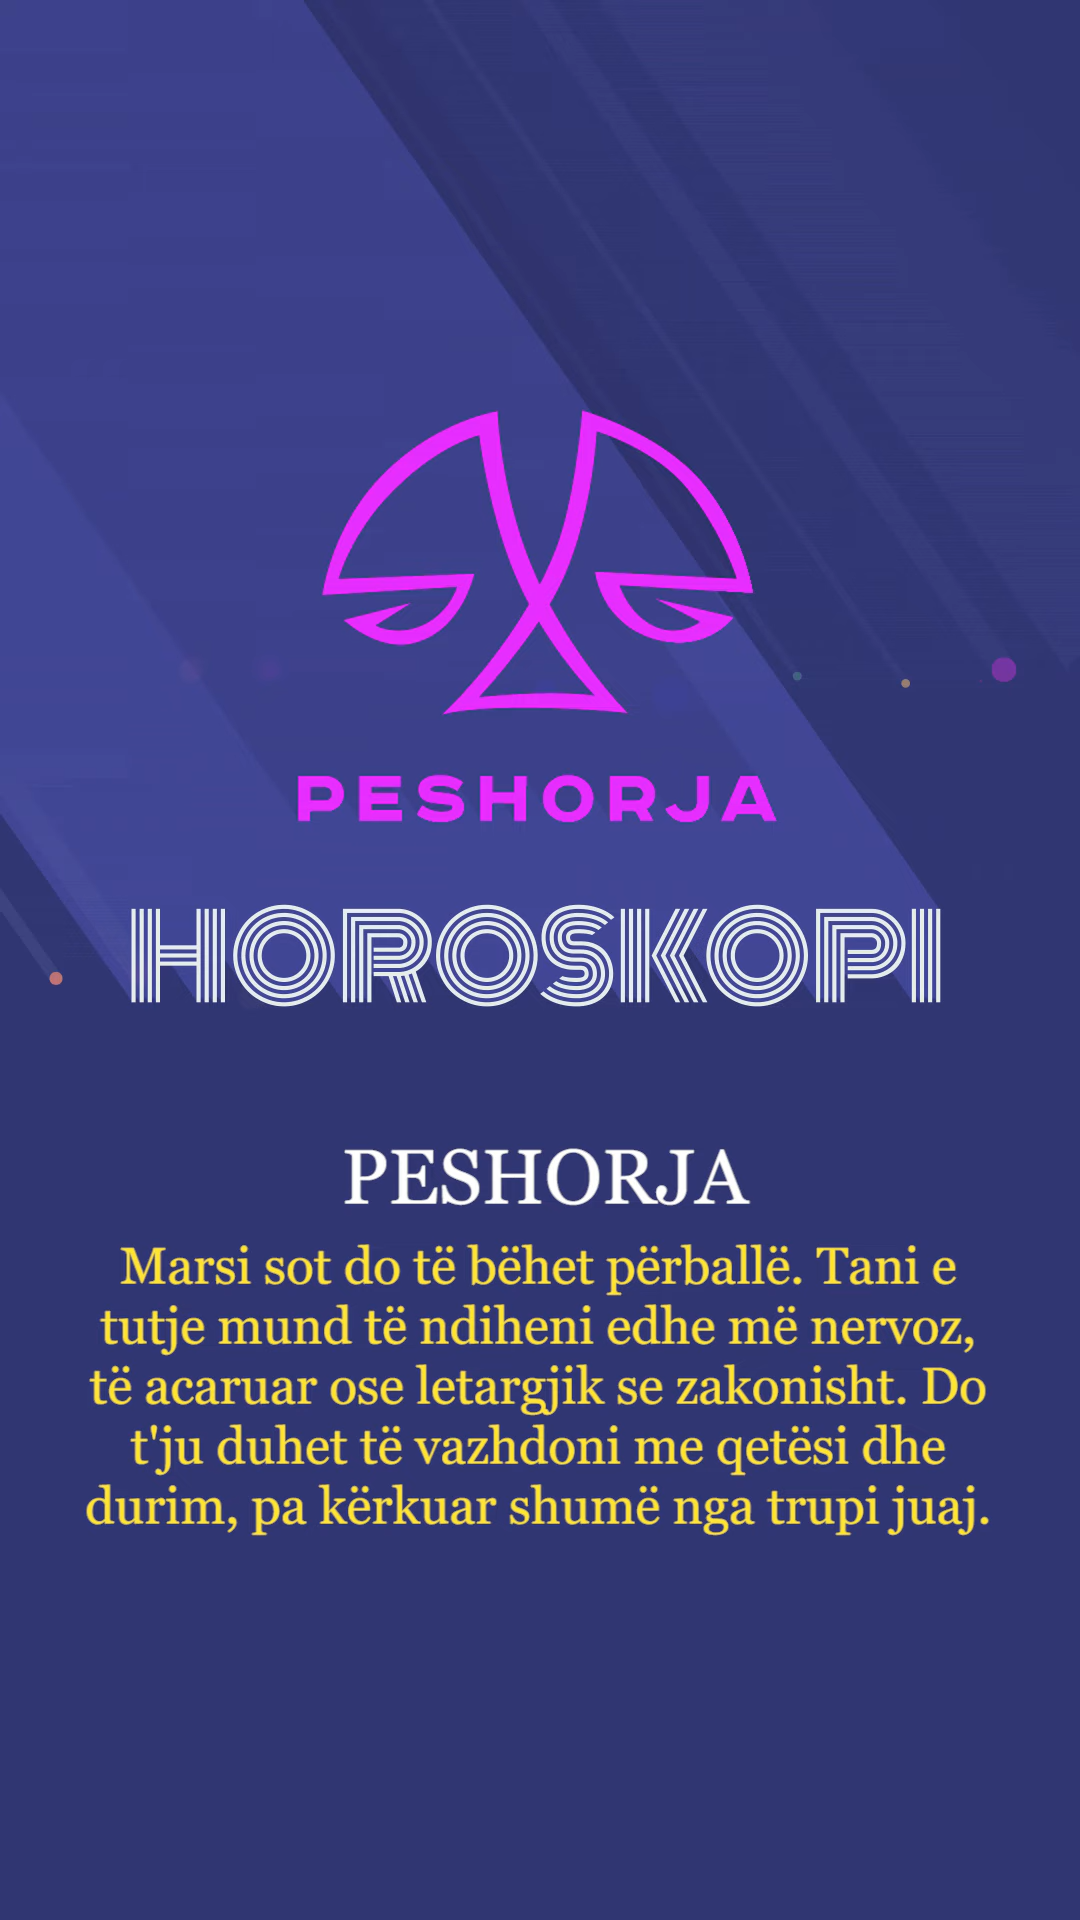 PESHORJA
HOROSKOPI
PESHORJA
Marsi sot do të bëhet përballë. Tani e
tutje mund të ndiheni edhe më nervoz,
të acaruar ose letargjik se zakonisht. Do
t'ju duhet të vazhdoni me qetësi dhe
durim, pa kërkuar shumë nga trupi juaj.